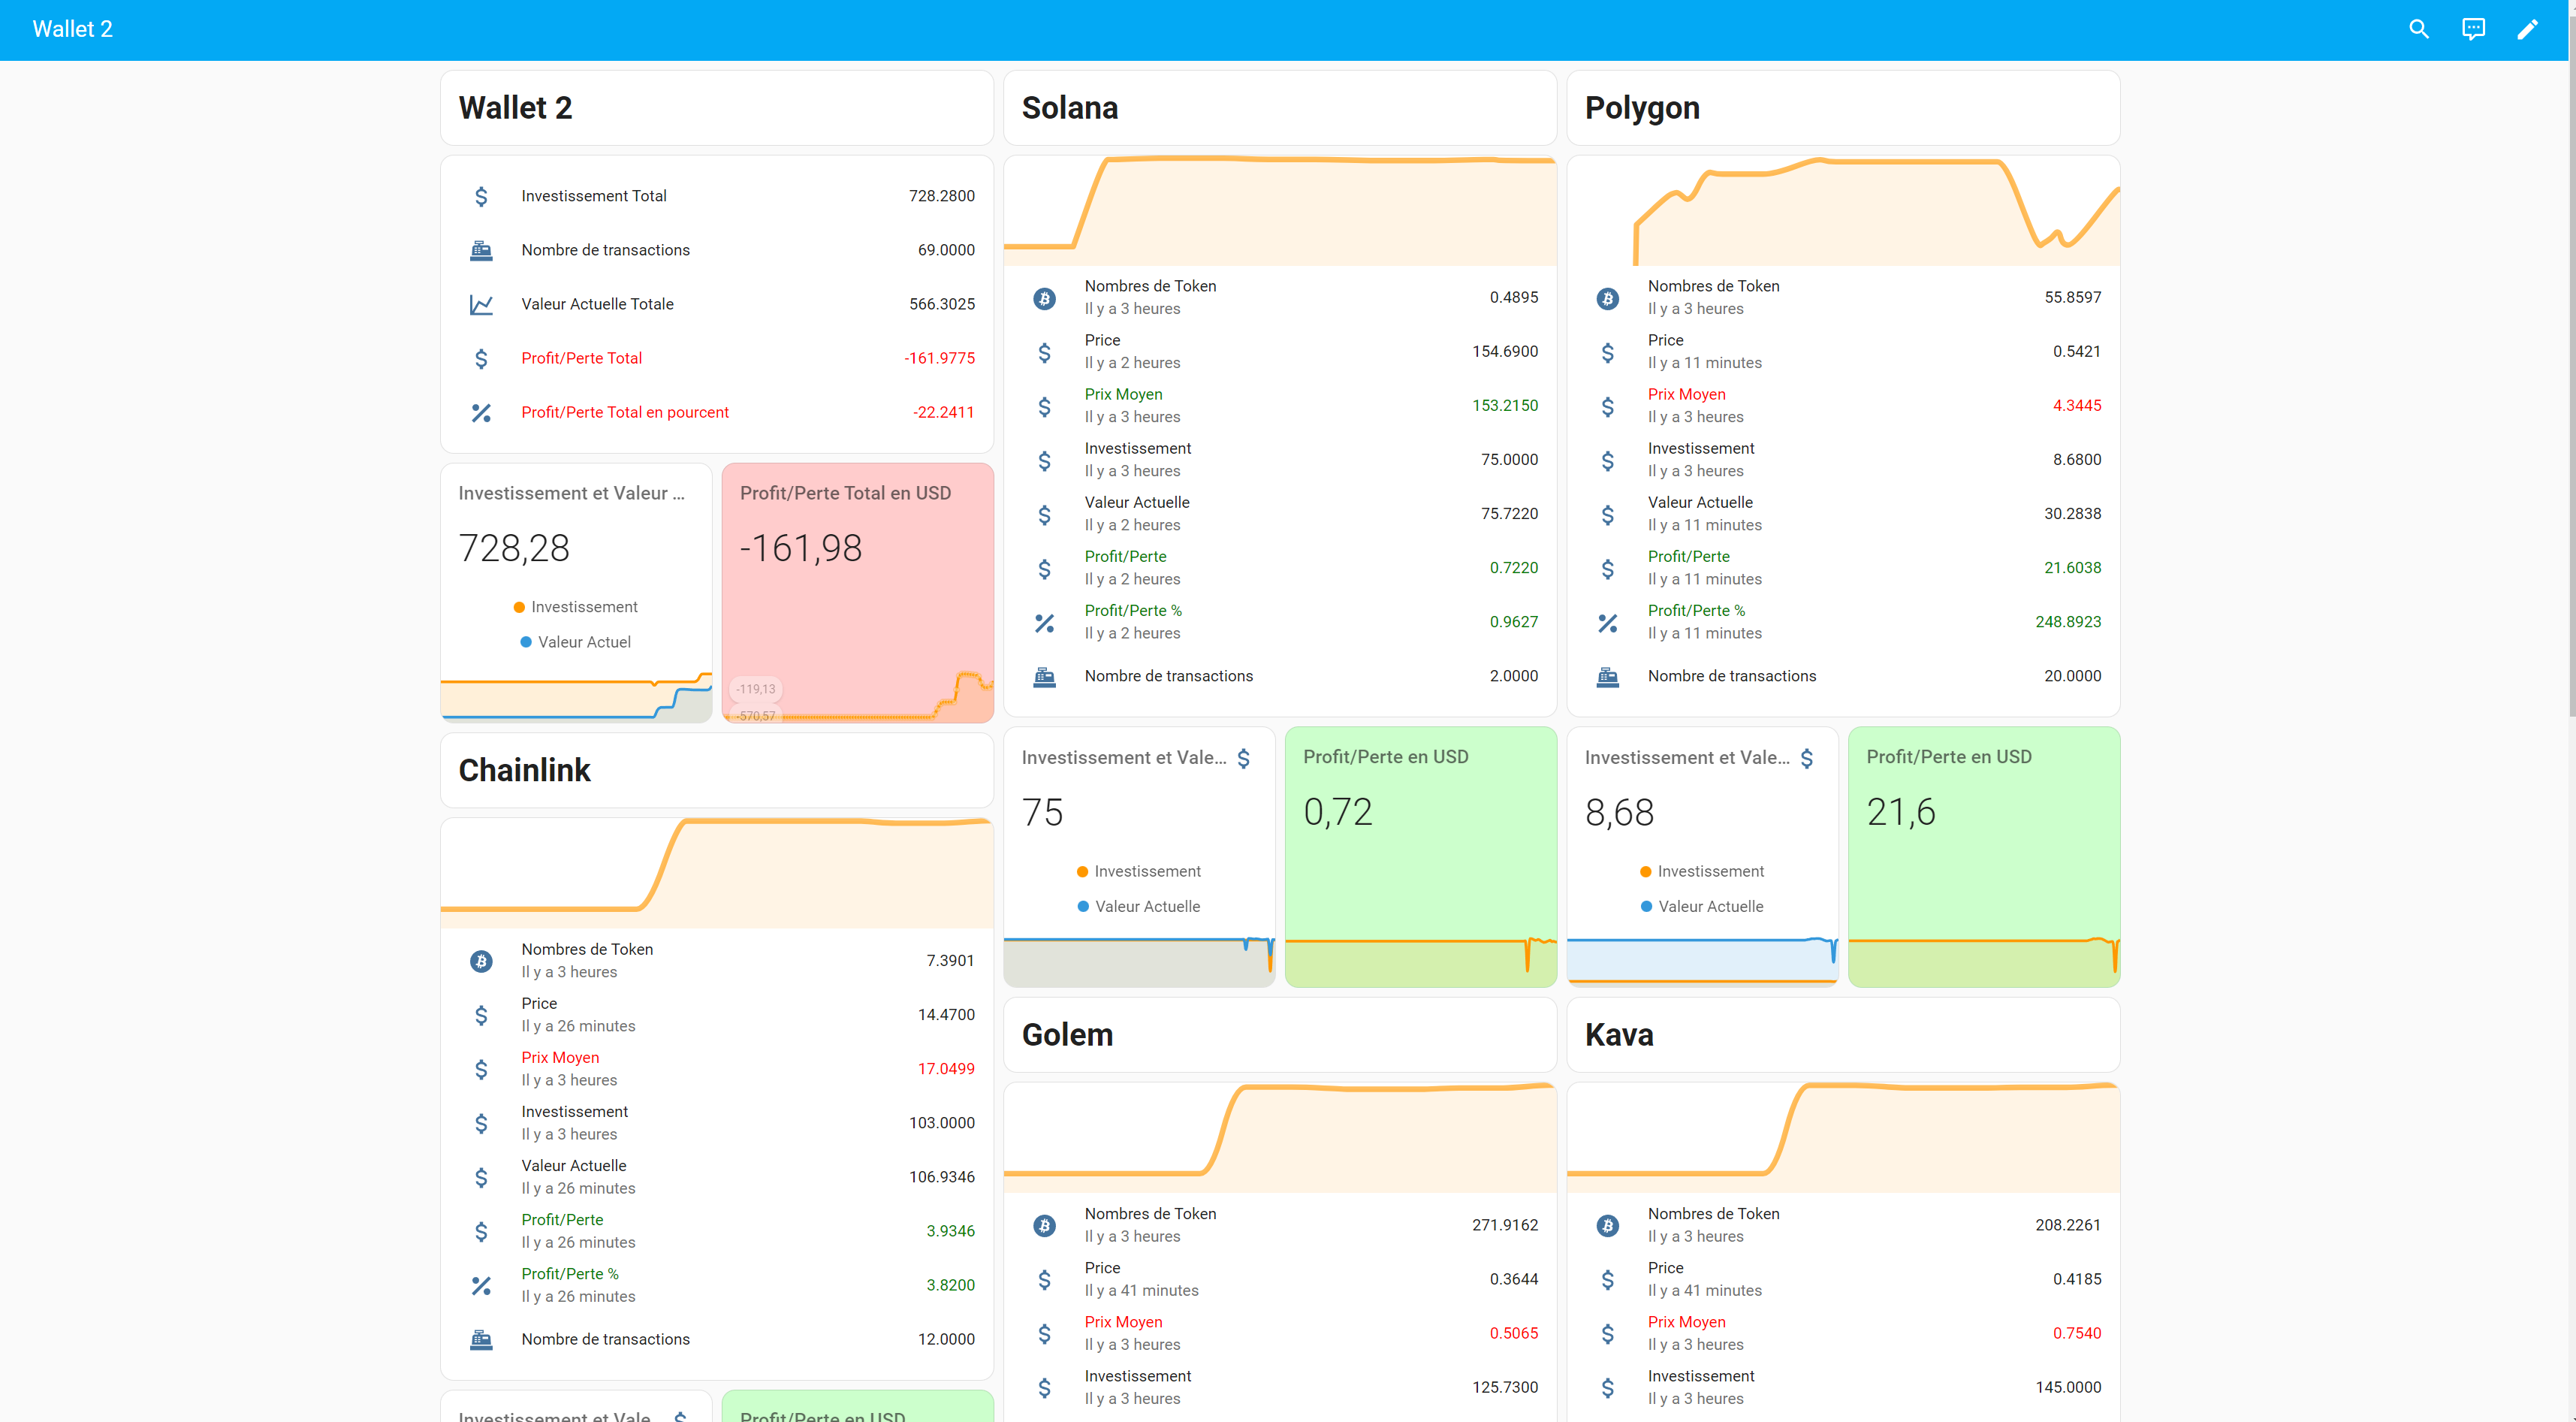 Wallet 2
Wallet 2
Investissement Total 728.2800
Nombre de transactions 69.0000
Valeur Actuelle Totale 566.3025
Profit/Perte Total -161.9775
Profit/Perte Total en pourcent -22.2411
Investissement et Valeur ...
728,28
Investissement
Valeur Actuel
Profit/Perte Total en USD
-161,98
-119,13
-570,57
Chainlink
Nombres de Token 7.3901
Il y a 3 heures
Price 14.4700
Il y a 26 minutes
Prix Moyen 17.0499
Il y a 3 heures
Investissement 103.0000
Il y a 3 heures
Valeur Actuelle 106.9346
Il y a 26 minutes
Profit/Perte 3.9346
Il y a 26 minutes
Profit/Perte % 3.8200
Il y a 26 minutes
Nombre de transactions 12.0000
Investissement et Vale
Profit/Perte en USD
Solana
Nombres de Token 0.4895
Il y a 3 heures
Price 154.6900
Il y a 2 heures
Prix Moyen 153.2150
Il y a 3 heures
Investissement 75.0000
Il y a 3 heures
Valeur Actuelle 75.7220
Il y a 2 heures
Profit/Perte 0.7220
Il y a 2 heures
Profit/Perte % 0.9627
Il y a 2 heures
Nombre de transactions 2.0000
Investissement et Vale...
75
Investissement
Valeur Actuelle
Profit/Perte en USD
0,72
Golem
Nombres de Token 271.9162
Il y a 3 heures
Price 0.3644
Il y a 41 minutes
Prix Moyen 0.5065
Il y a 3 heures
Investissement 125.7300
Il y a 3 heures
Polygon
Nombres de Token 55.8597
Il y a 3 heures
Price 0.5421
Il y a 11 minutes
Prix Moyen 4.3445
Il y a 3 heures
Investissement 8.6800
Il y a 3 heures
Valeur Actuelle 30.2838
Il y a 11 minutes
Profit/Perte 21.6038
Il y a 11 minutes
Profit/Perte % 248.8923
Il y a 11 minutes
Nombre de transactions 20.0000
Investissement et Vale...
8,68
Investissement
Valeur Actuelle
Profit/Perte en USD
21,6
Kava
Nombres de Token 208.2261
Il y a 3 heures
Price 0.4185
Il y a 41 minutes
Prix Moyen 0.7540
Il y a 3 heures
Investissement 145.0000
Il y a 3 heures